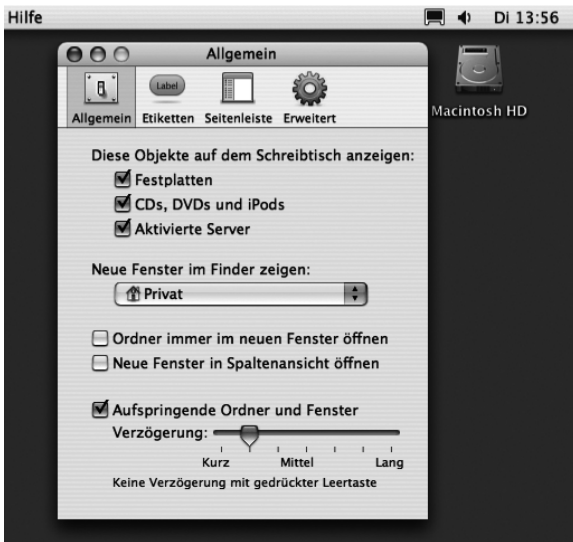 Hilfe
Di 13:56
Allgemein
Label
Allgemein Etiketten Seitenleiste Erweitert
Macintosh HD
Diese Objekte auf dem Schreibtisch anzeigen:
Festplatten
CDs, DVDs und iPods
Aktivierte Server
Neue Fenster im Finder zeigen:
Privat
Ordner immer im neuen Fenster öffnen
Neue Fenster in Spaltenansicht öffnen
Aufspringende Ordner und Fenster
Verzögerung:
Kurz Mittel Lang
Keine Verzögerung mit gedrückter Leertaste